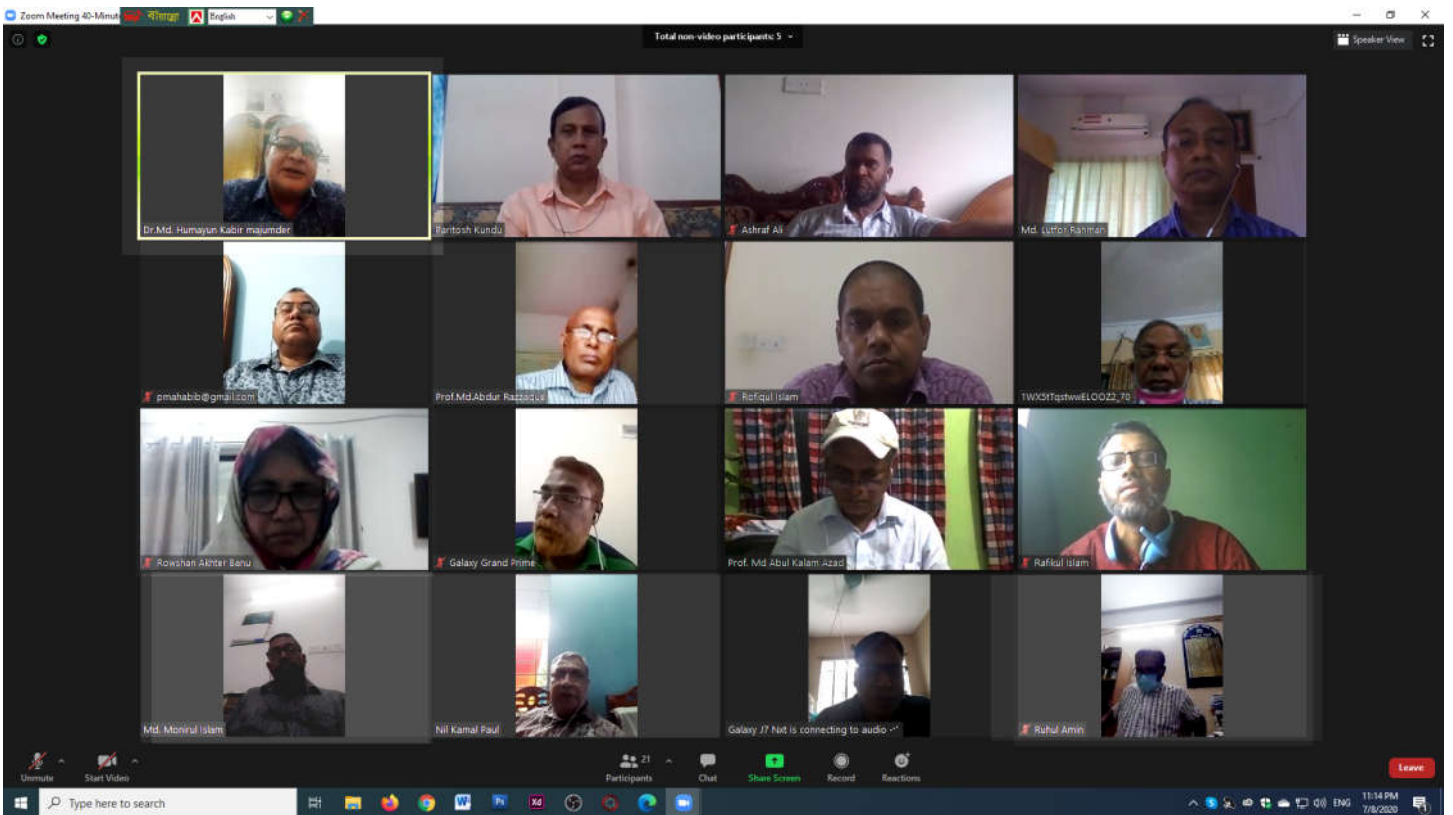 Zoom Meeting 40-Minut
English
Total non-video participants: 5
Speaker View
Dr.Md. Humayun Kabir majumder
Paritosh Kundu
Ashraf Ali
Md. Lutfor Rahman
pmahabib@gmail.com
Prof.Md.Abdur Razzaque
Rofiqul Islam
Rowshan Akhter Banu
Galaxy Grand Prime
Prof. Md Abul Kalam Azad
Rafikul Islam
Md. Monirul Islam
Nil Kamal Paul
Galaxy J7 Nxt is connecting to audio
Ruhul Amin
Unmute
Start Video
Participants
21
Chat
Share Screen
Record
Reactions
Leave
Type here to search
W
Ps
Xd
ENG
11:14 PM
7/8/2020